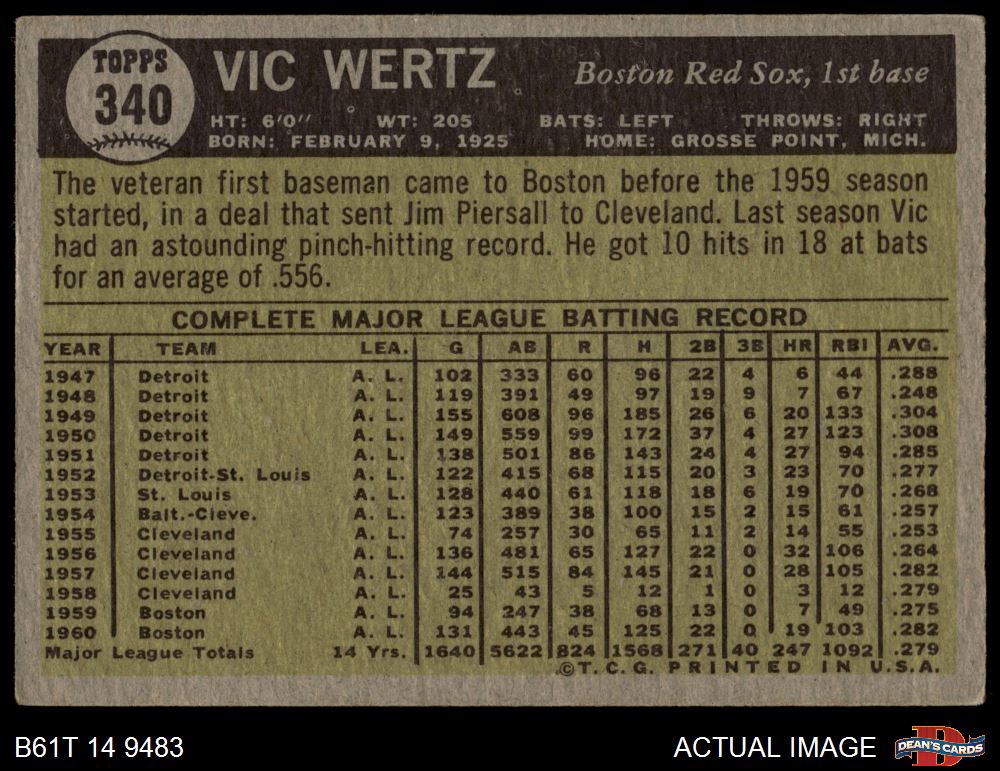 TOPPS
340
VIC WERTZ
Boston Red Sox, 1st base
HT: 6'0" WT: 205 BATS: LEFT THROWS: RIGHT
BORN: FEBRUARY 9, 1925 HOME: GROSSE POINT, MICH.
The veteran first baseman came to Boston before the 1959 season
started, in a deal that sent Jim Piersall to Cleveland. Last season Vic
had an astounding pinch-hitting record. He got 10 hits in 18 at bats
for an average of .556.
COMPLETE MAJOR LEAGUE BATTING RECORD
YEAR TEAM LEA. G AB R H 2B 3B HR RBI AVG.
1947 Detroit A. L. 102 333 60 96 22 4 6 44 .288
1948 Detroit A. L. 119 391 49 97 19 9 7 67 .248
1949 Detroit A. L. 155 608 96 185 26 6 20 133 .304
1950 Detroit A. L. 149 559 99 172 37 4 27 123 .308
1951 Detroit A. L. 138 501 86 143 24 4 27 94 .285
1952 Detroit-St. Louis A. L. 122 415 68 115 20 3 23 70 .277
1953 St. Louis A. L. 128 440 61 118 18 6 19 70 .268
1954 Balt.-Cleve. A. L. 123 389 38 100 15 2 15 61 .257
1955 Cleveland A. L. 74 257 30 65 11 2 14 55 .253
1956 Cleveland A. L. 136 481 65 127 22 0 32 106 .264
1957 Cleveland A. L. 144 515 84 145 21 0 28 105 .282
1958 Cleveland A. L. 25 43 5 12 1 0 3 12 .279
1959 Boston A. L. 94 247 38 68 13 0 7 49 .275
1960 Boston A. L. 131 443 45 125 22 0 19 103 .282
Major League Totals 14 Yrs. 1640 5622 824 1568 271 40 247 1092 .279
©T.C.G. PRINTED IN U.S.A.
B61T 14 9483
ACTUAL IMAGE
D
DEAN'S CARDS